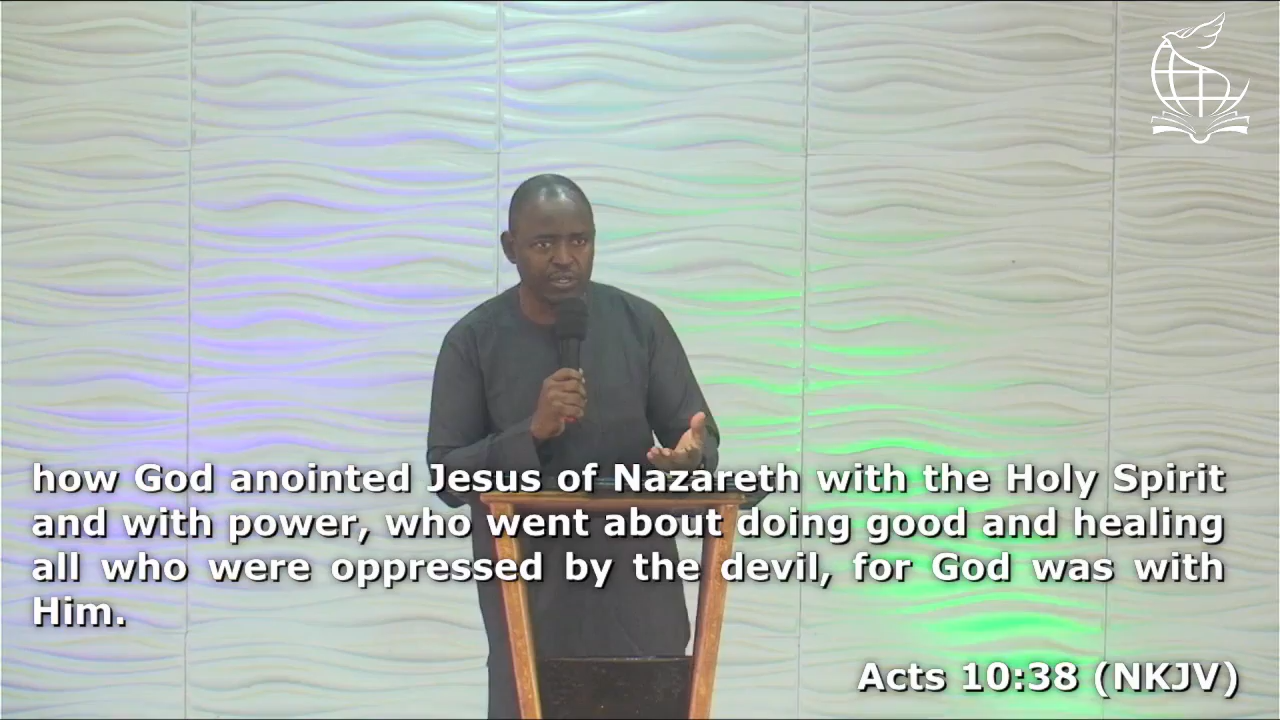 how God anointed Jesus of Nazareth with the Holy Spirit
and with power, who went about doing good and healing
all who were oppressed by the devil, for God was with
Him.
Acts 10:38 (NKJV)